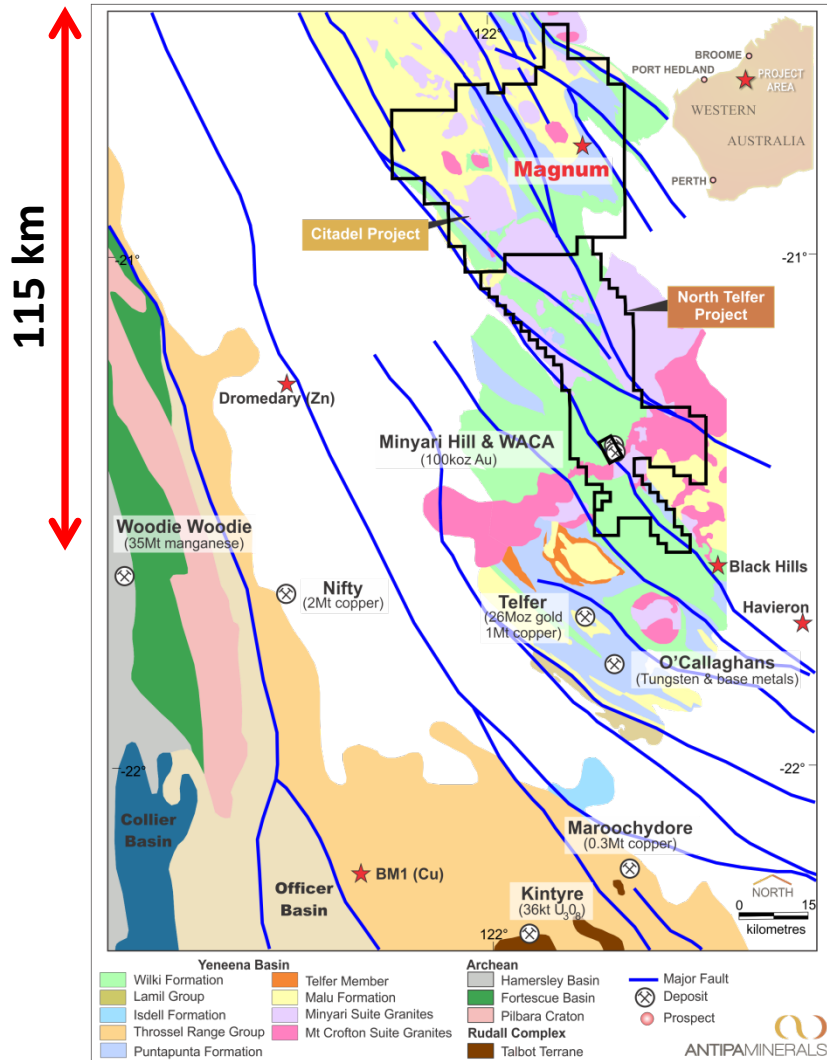 115 km
122°
BROOME
PORT HEDLAND
PROJECT
AREA
WESTERN
AUSTRALIA
PERTH
Magnum
Citadel Project
-21°
-21°
North Telfer
Project
Dromedary (Zn)
Minyari Hill & WACA
(100koz Au)
Woodie Woodie
(35Mt manganese)
Nifty
(2Mt copper)
Black Hills
Telfer
(26Moz gold
1Mt copper)
Havieron
O'Callaghans
(Tungsten & base metals)
-22°
-22°
Collier
Basin
Maroochydore
(0.3Mt copper)
BM1 (Cu)
Officer
Basin
Kintyre
(36kt U3O8)
122°
NORTH
0 15
kilometres
Yeneena Basin
Wilki Formation
Lamil Group
Isdell Formation
Throssel Range Group
Puntapunta Formation
Telfer Member
Malu Formation
Minyari Suite Granites
Mt Crofton Suite Granites
Archean
Hamersley Basin
Fortescue Basin
Pilbara Craton
Rudall Complex
Talbot Terrane
Major Fault
Deposit
Prospect
ANTIPAMINERALS